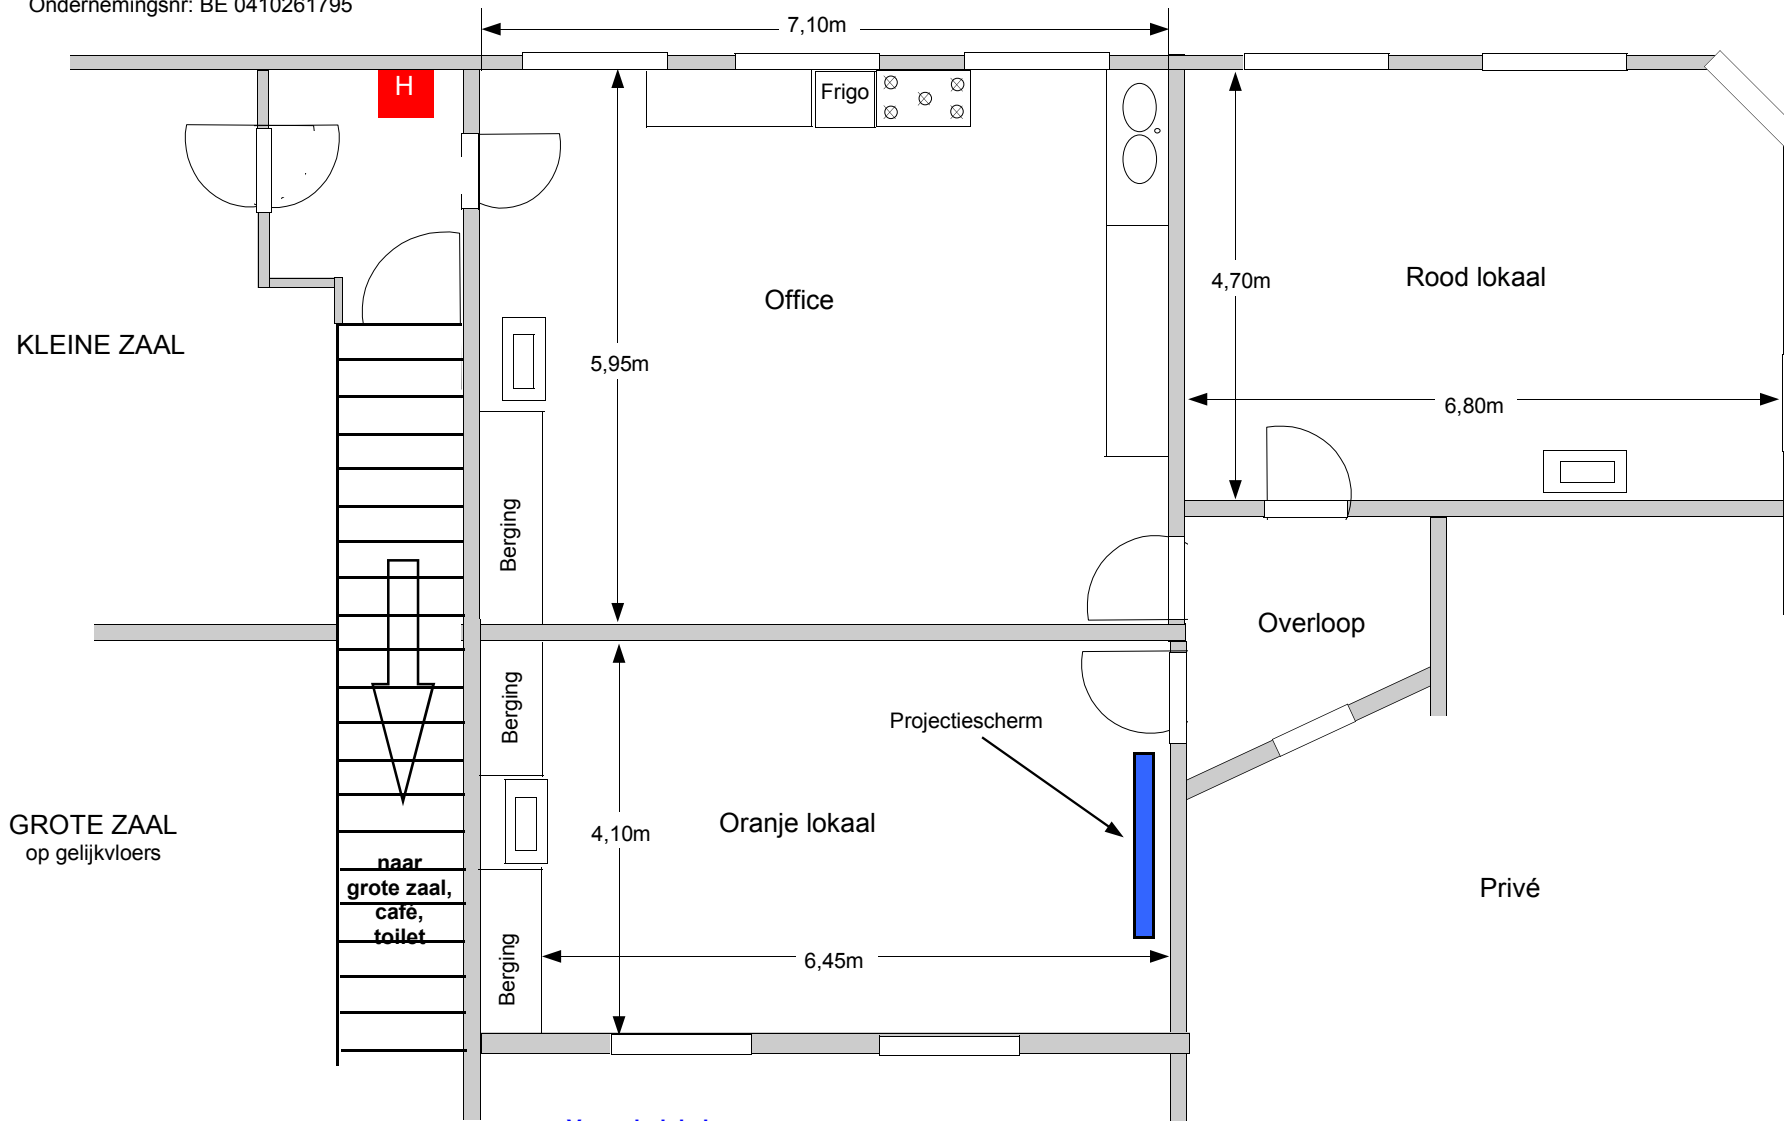 Ondernemingsnr: BE 0410261795
7,10m
H
Frigo
Office
4,70m
Rood lokaal
KLEINE ZAAL
5,95m
6,80m
Berging
Overloop
Berging
Projectiescherm
GROTE ZAAL
op gelijkvloers
Oranje lokaal
4,10m
naar
grote zaal,
café,
toilet
Privé
Berging
6,45m